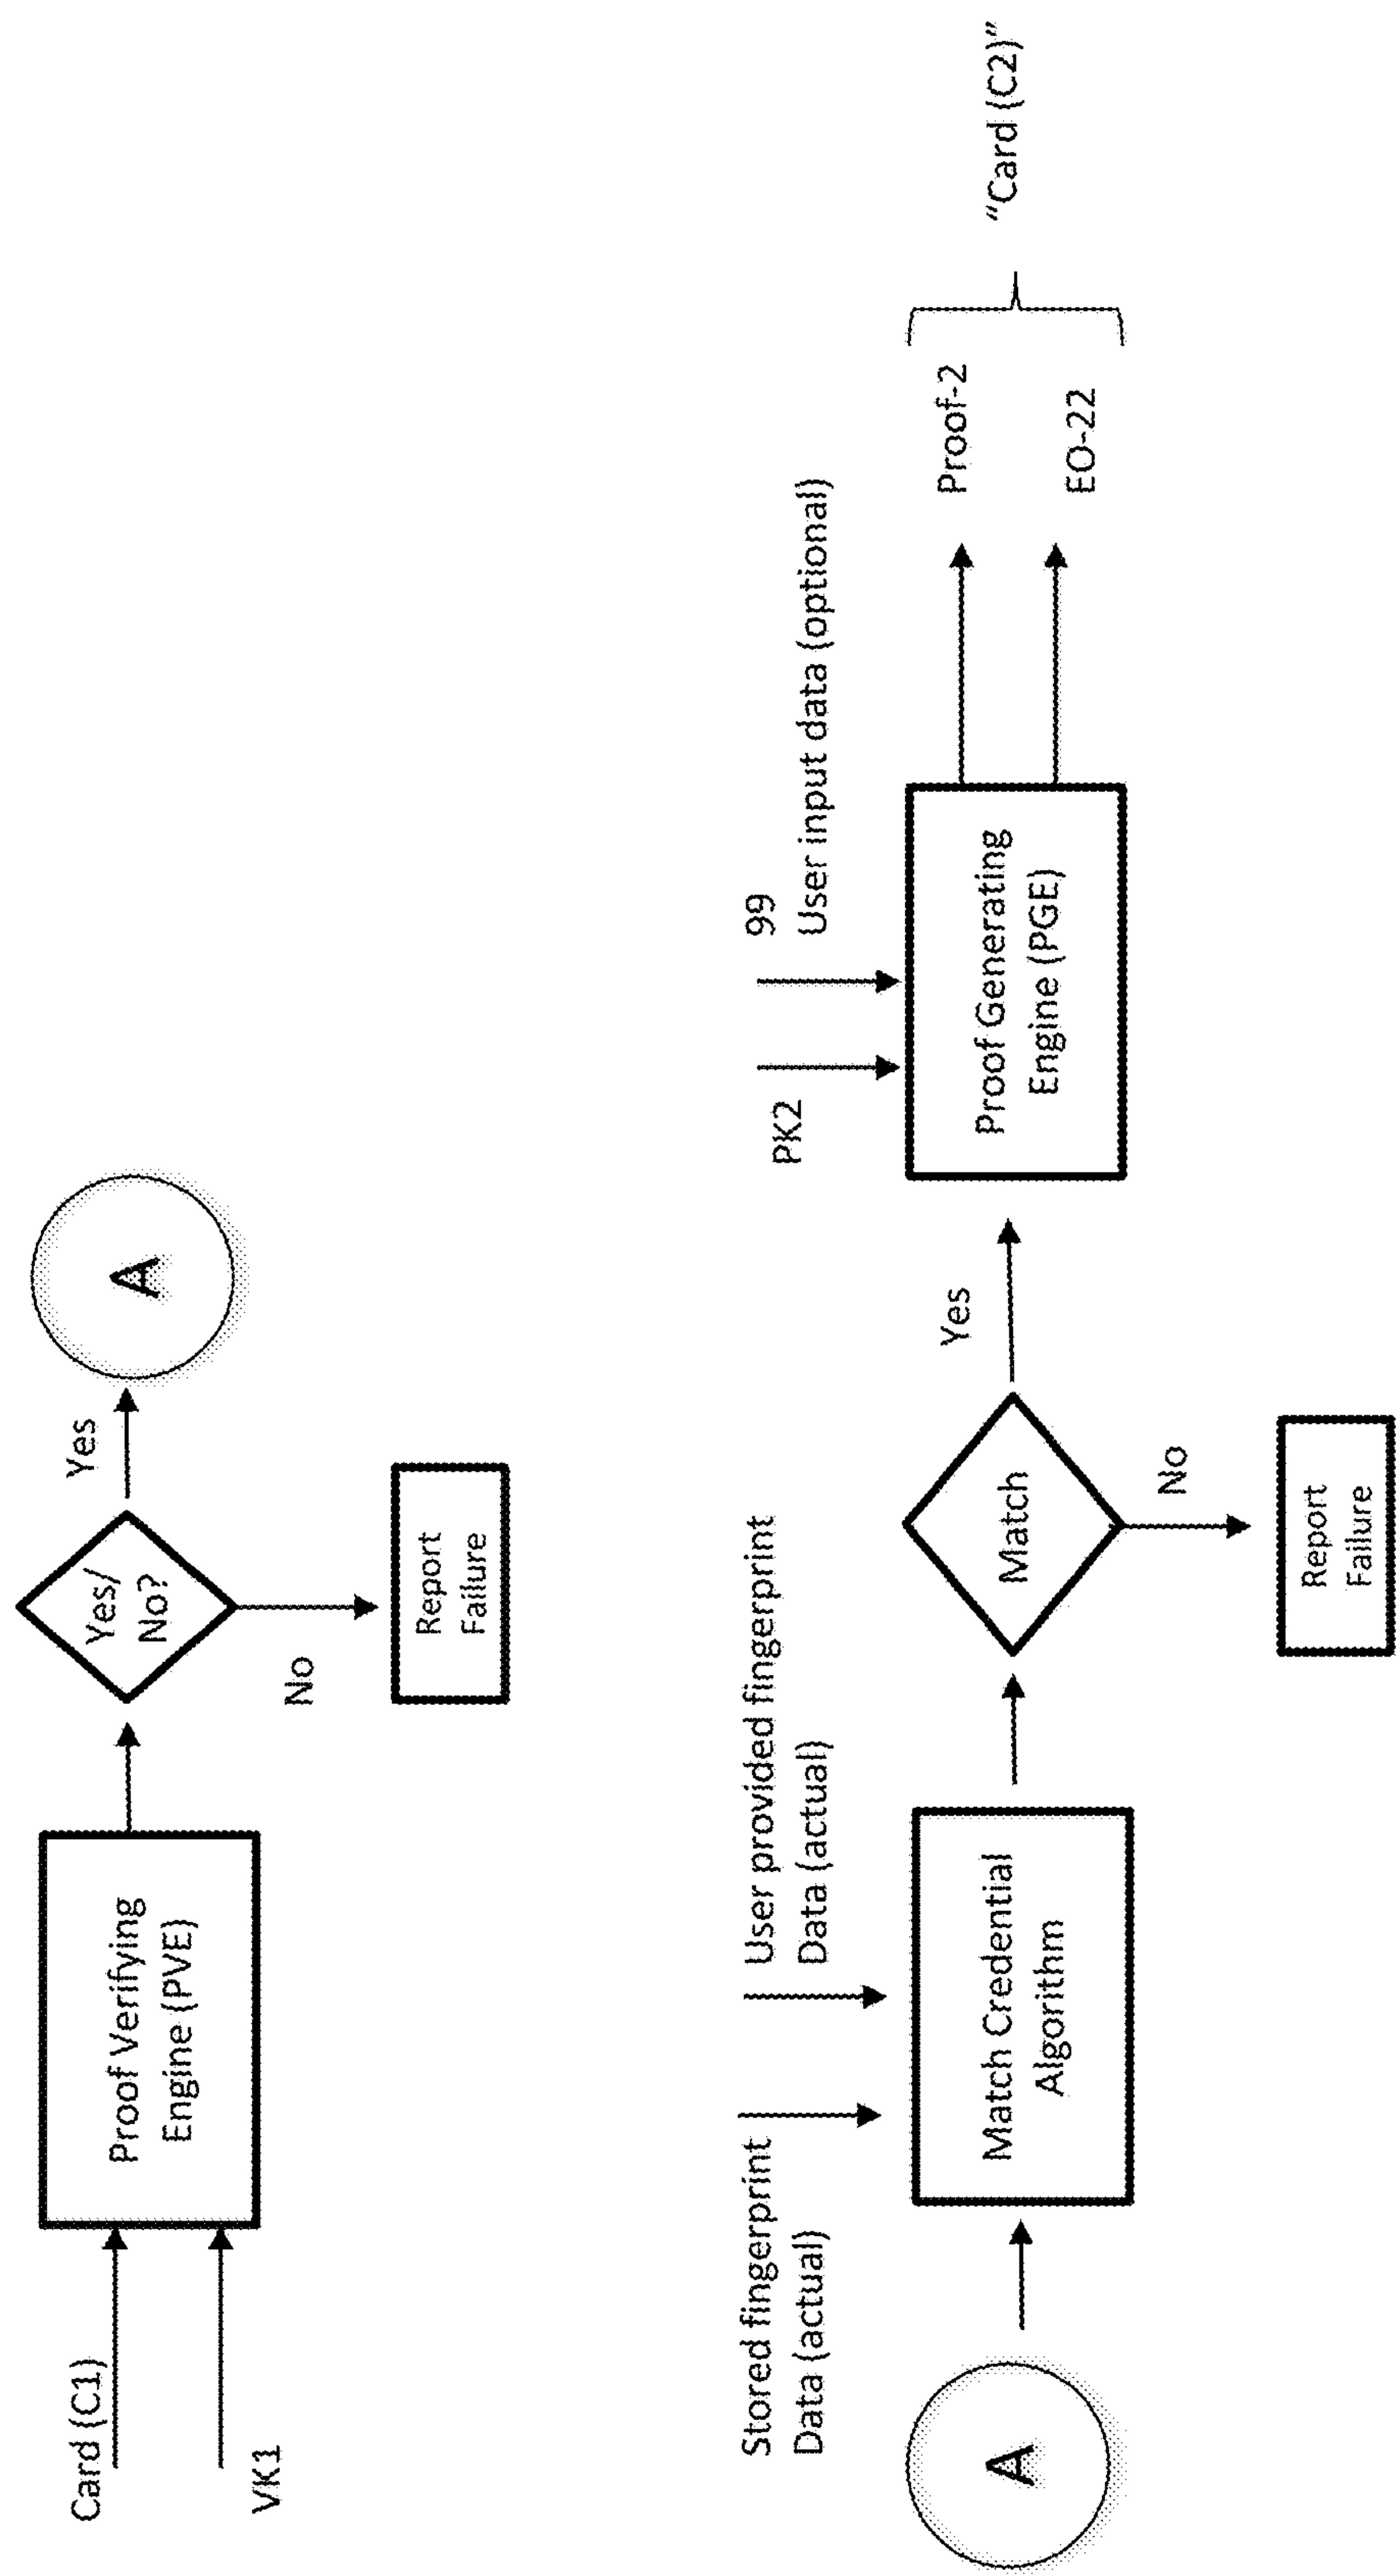 Card (C1)
VK1
Proof Verifying
Engine (PVE)
Yes/
No?
Yes
A
No
Report
Failure
A
Stored fingerprint
Data (actual)
User provided fingerprint
Data (actual)
Match Credential
Algorithm
Match
Yes
No
Report
Failure
PK2
99
User input data (optional)
Proof Generating
Engine (PGE)
Proof-2
EO-22
“Card (C2)”